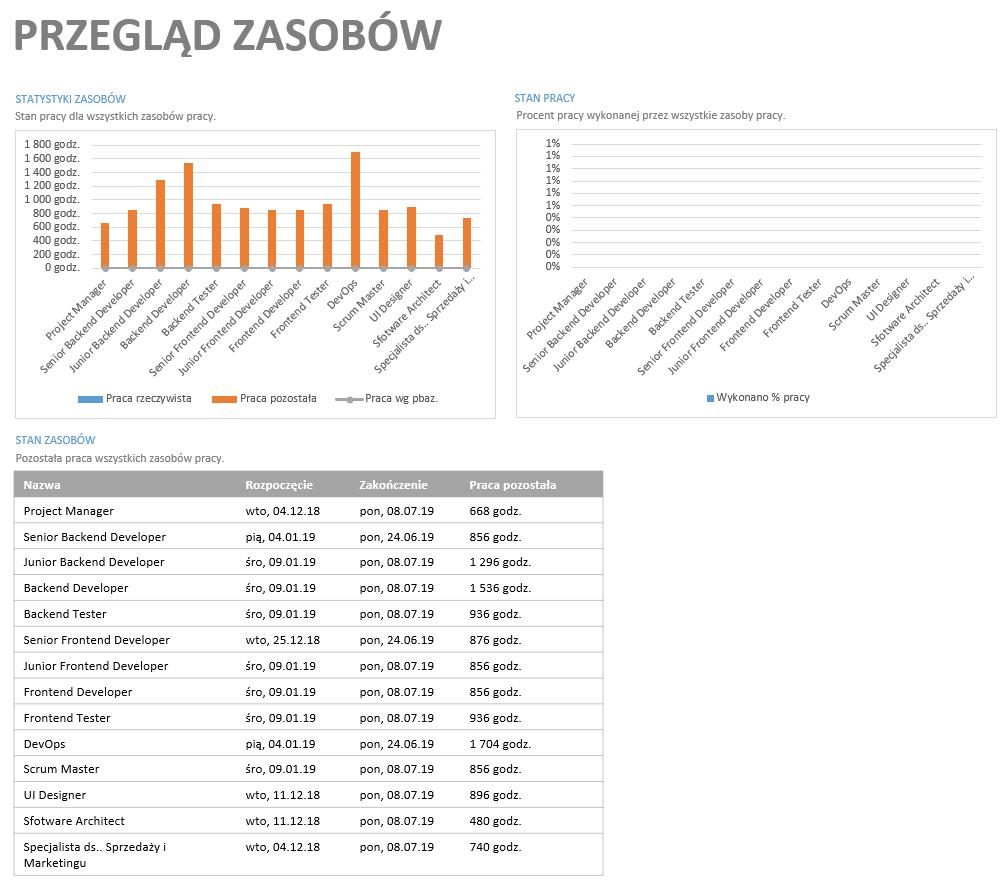 PRZEGLĄD ZASOBÓW
STATYSTYKI ZASOBÓW
Stan pracy dla wszystkich zasobów pracy.
1 800 godz.
1 600 godz.
1 400 godz.
1 200 godz.
1 000 godz.
800 godz.
600 godz.
400 godz.
200 godz.
0 godz.
Project Manager
Senior Backend Developer
Junior Backend Developer
Backend Developer
Backend Tester
Senior Frontend Developer
Junior Frontend Developer
Frontend Developer
Frontend Tester
DevOps
Scrum Master
UI Designer
Sfotware Architect
Specjalista ds.. Sprzedaży i...
Praca rzeczywista Praca pozostała Praca wg pbaz.
STAN PRACY
Procent pracy wykonanej przez wszystkie zasoby pracy.
1%
1%
1%
1%
1%
1%
0%
0%
0%
0%
0%
Project Manager
Senior Backend Developer
Junior Backend Developer
Backend Developer
Backend Tester
Senior Frontend Developer
Junior Frontend Developer
Frontend Developer
Frontend Tester
DevOps
Scrum Master
UI Designer
Sfotware Architect
Specjalista ds.. Sprzedaży i...
Wykonano % pracy
STAN ZASOBÓW
Pozostała praca wszystkich zasobów pracy.
Nazwa Rozpoczęcie Zakończenie Praca pozostała
Project Manager wto, 04.12.18 pon, 08.07.19 668 godz.
Senior Backend Developer pią, 04.01.19 pon, 24.06.19 856 godz.
Junior Backend Developer śro, 09.01.19 pon, 08.07.19 1 296 godz.
Backend Developer śro, 09.01.19 pon, 08.07.19 1 536 godz.
Backend Tester śro, 09.01.19 pon, 08.07.19 936 godz.
Senior Frontend Developer wto, 25.12.18 pon, 24.06.19 876 godz.
Junior Frontend Developer śro, 09.01.19 pon, 08.07.19 856 godz.
Frontend Developer śro, 09.01.19 pon, 08.07.19 856 godz.
Frontend Tester śro, 09.01.19 pon, 08.07.19 936 godz.
DevOps pią, 04.01.19 pon, 24.06.19 1 704 godz.
Scrum Master śro, 09.01.19 pon, 08.07.19 856 godz.
UI Designer wto, 11.12.18 pon, 08.07.19 896 godz.
Sfotware Architect wto, 11.12.18 pon, 08.07.19 480 godz.
Specjalista ds.. Sprzedaży i wto, 04.12.18 pon, 08.07.19 740 godz.
Marketingu